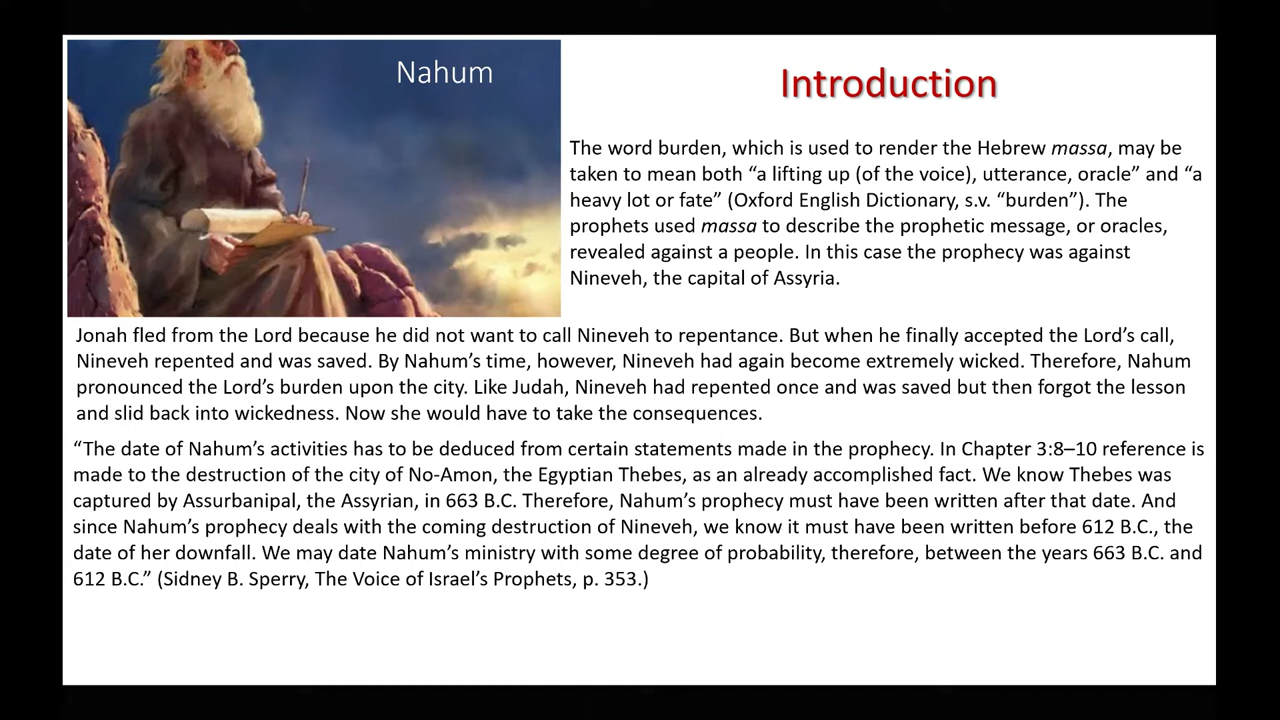 Nahum
Introduction
The word burden, which is used to render the Hebrew massa, may be
taken to mean both “a lifting up (of the voice), utterance, oracle” and “a
heavy lot or fate” (Oxford English Dictionary, s.v. “burden”). The
prophets used massa to describe the prophetic message, or oracles,
revealed against a people. In this case the prophecy was against
Nineveh, the capital of Assyria.
Jonah fled from the Lord because he did not want to call Nineveh to repentance. But when he finally accepted the Lord’s call,
Nineveh repented and was saved. By Nahum’s time, however, Nineveh had again become extremely wicked. Therefore, Nahum
pronounced the Lord’s burden upon the city. Like Judah, Nineveh had repented once and was saved but then forgot the lesson
and slid back into wickedness. Now she would have to take the consequences.
“The date of Nahum’s activities has to be deduced from certain statements made in the prophecy. In Chapter 3:8–10 reference is
made to the destruction of the city of No-Amon, the Egyptian Thebes, as an already accomplished fact. We know Thebes was
captured by Assurbanipal, the Assyrian, in 663 B.C. Therefore, Nahum’s prophecy must have been written after that date. And
since Nahum’s prophecy deals with the coming destruction of Nineveh, we know it must have been written before 612 B.C., the
date of her downfall. We may date Nahum’s ministry with some degree of probability, therefore, between the years 663 B.C. and
612 B.C.” (Sidney B. Sperry, The Voice of Israel’s Prophets, p. 353.)